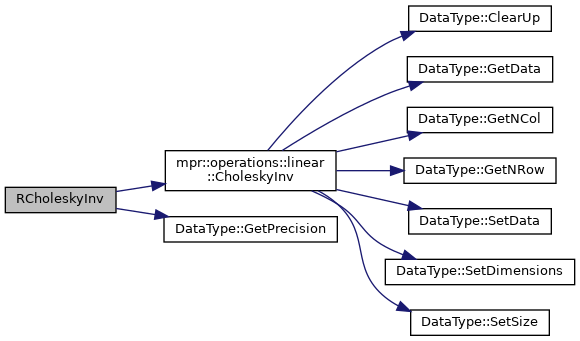 RCholeskyInv
mpr::operations::linear
::CholeskyInv
DataType::GetPrecision
DataType::ClearUp
DataType::GetData
DataType::GetNCol
DataType::GetNRow
DataType::SetData
DataType::SetDimensions
DataType::SetSize